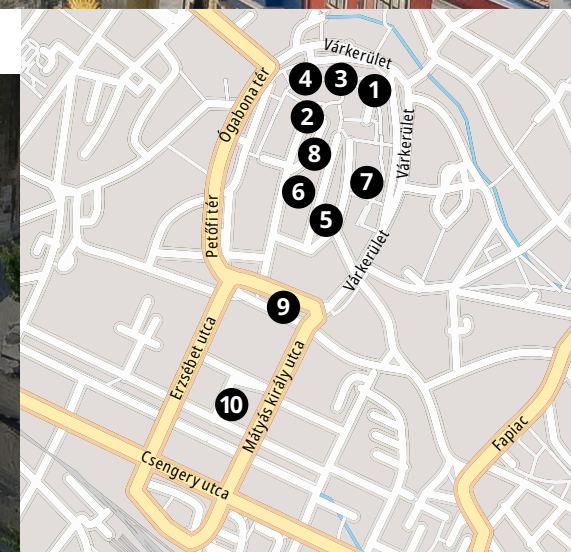 Várkerület
4
3
1
Ógabona tér
2
Várkerület
8
7
6
Petőfi tér
5
Várkerület
9
Erzsébet utca
Mátyás király utca
10
Fapiac
Csengery utca